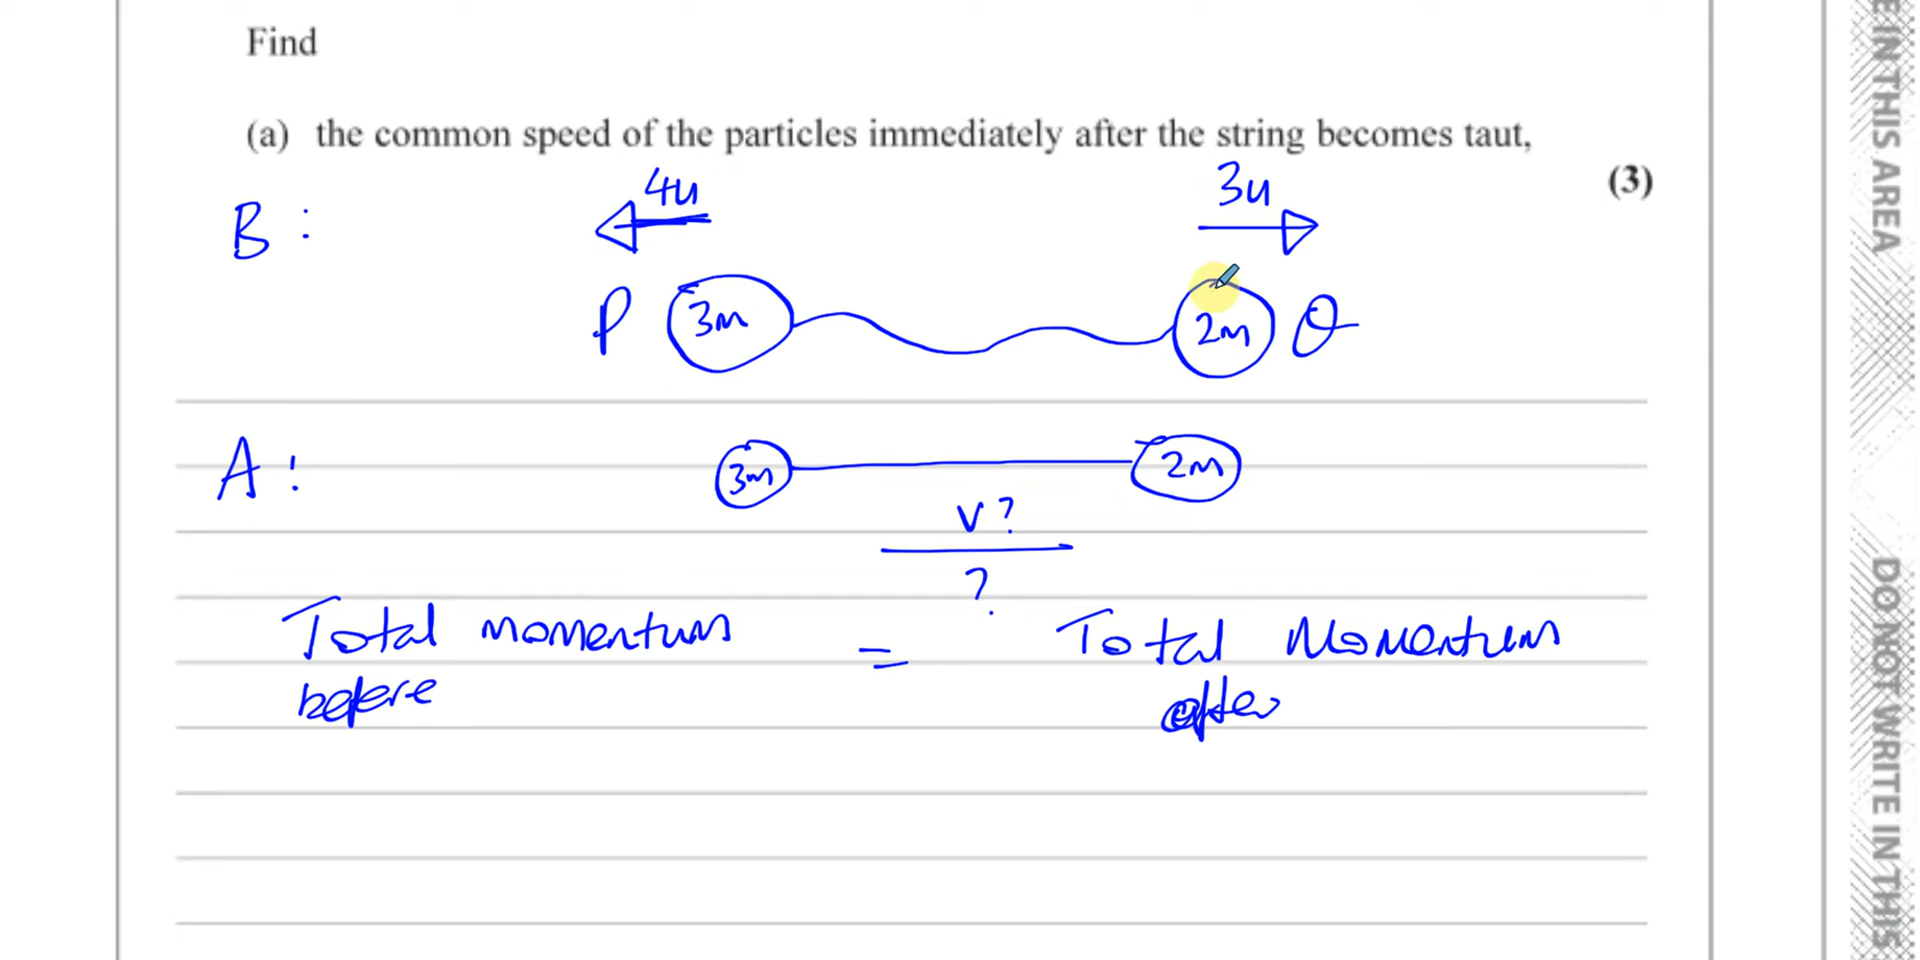 Find
(a) the common speed of the particles immediately after the string becomes taut,
(3)
B :
4u
3u
P
3m
2m
Q
A :
3m
2m
v ?
?
Total momentum = Total Momentum
before after
E IN THIS AREA
DO NOT WRITE IN THIS